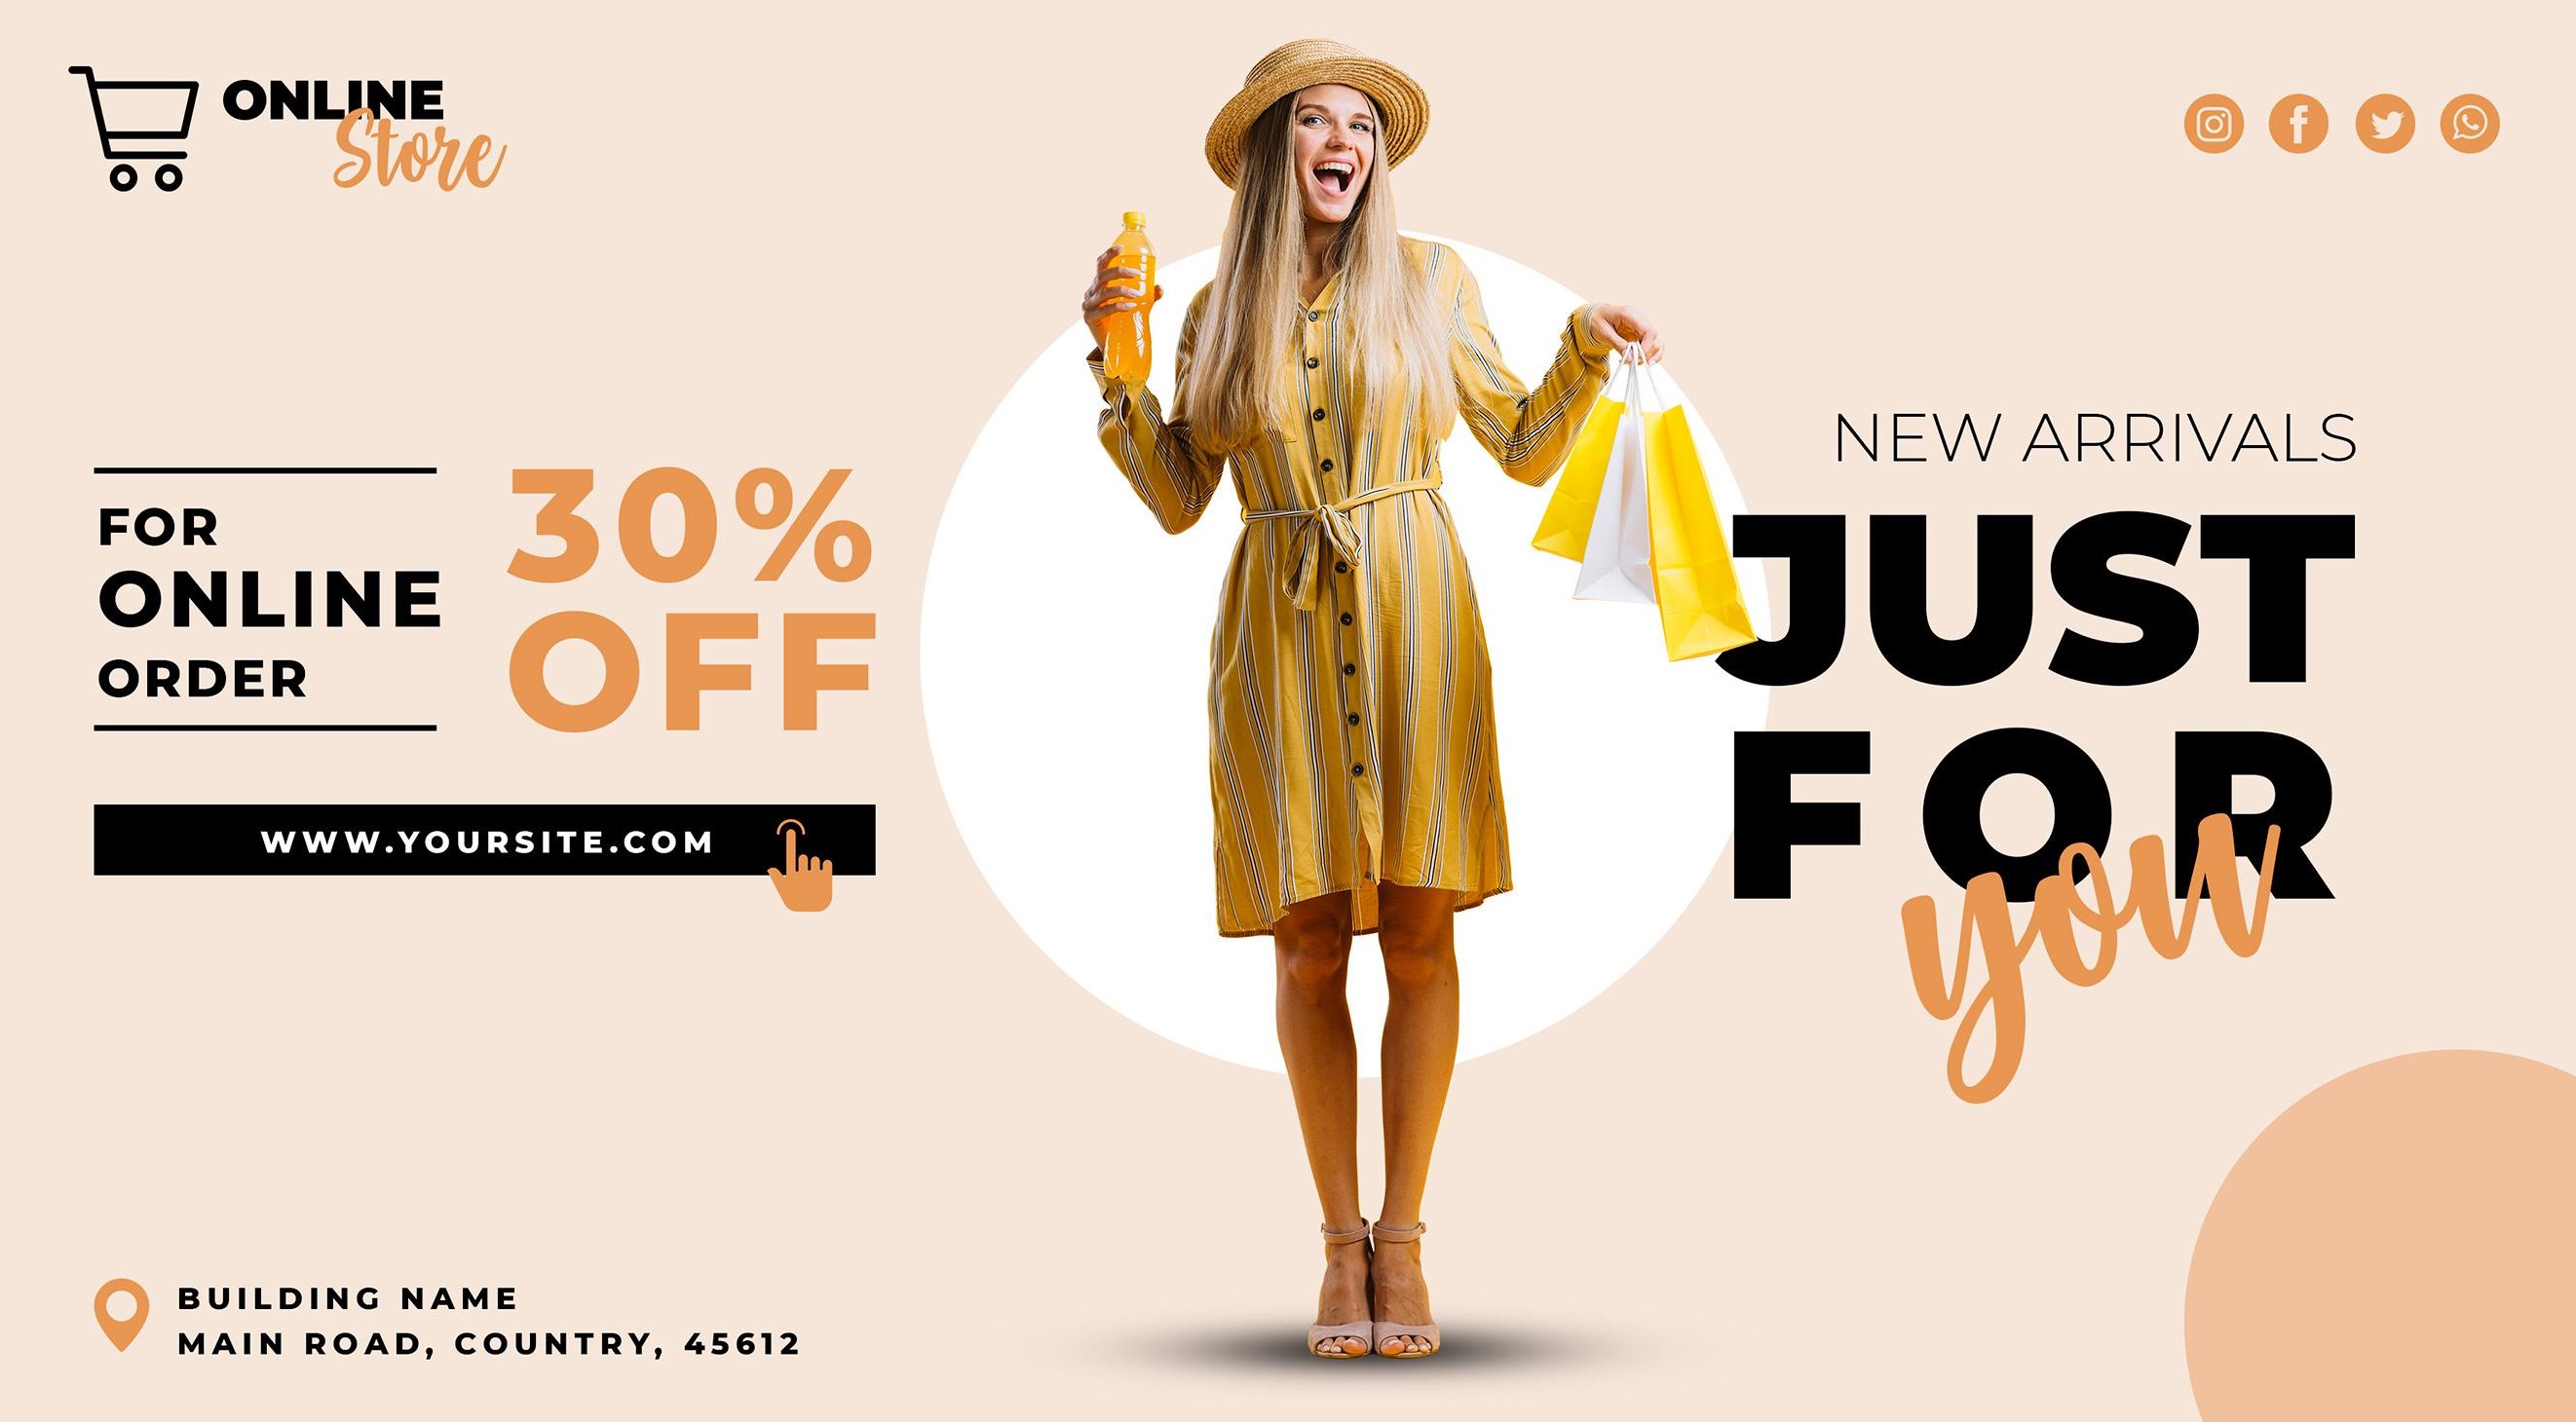 ONLINE
Store
FOR
ONLINE
ORDER
30%
OFF
WWW.YOURSITE.COM
NEW ARRIVALS
JUST
FOR
you
BUILDING NAME
MAIN ROAD, COUNTRY, 45612